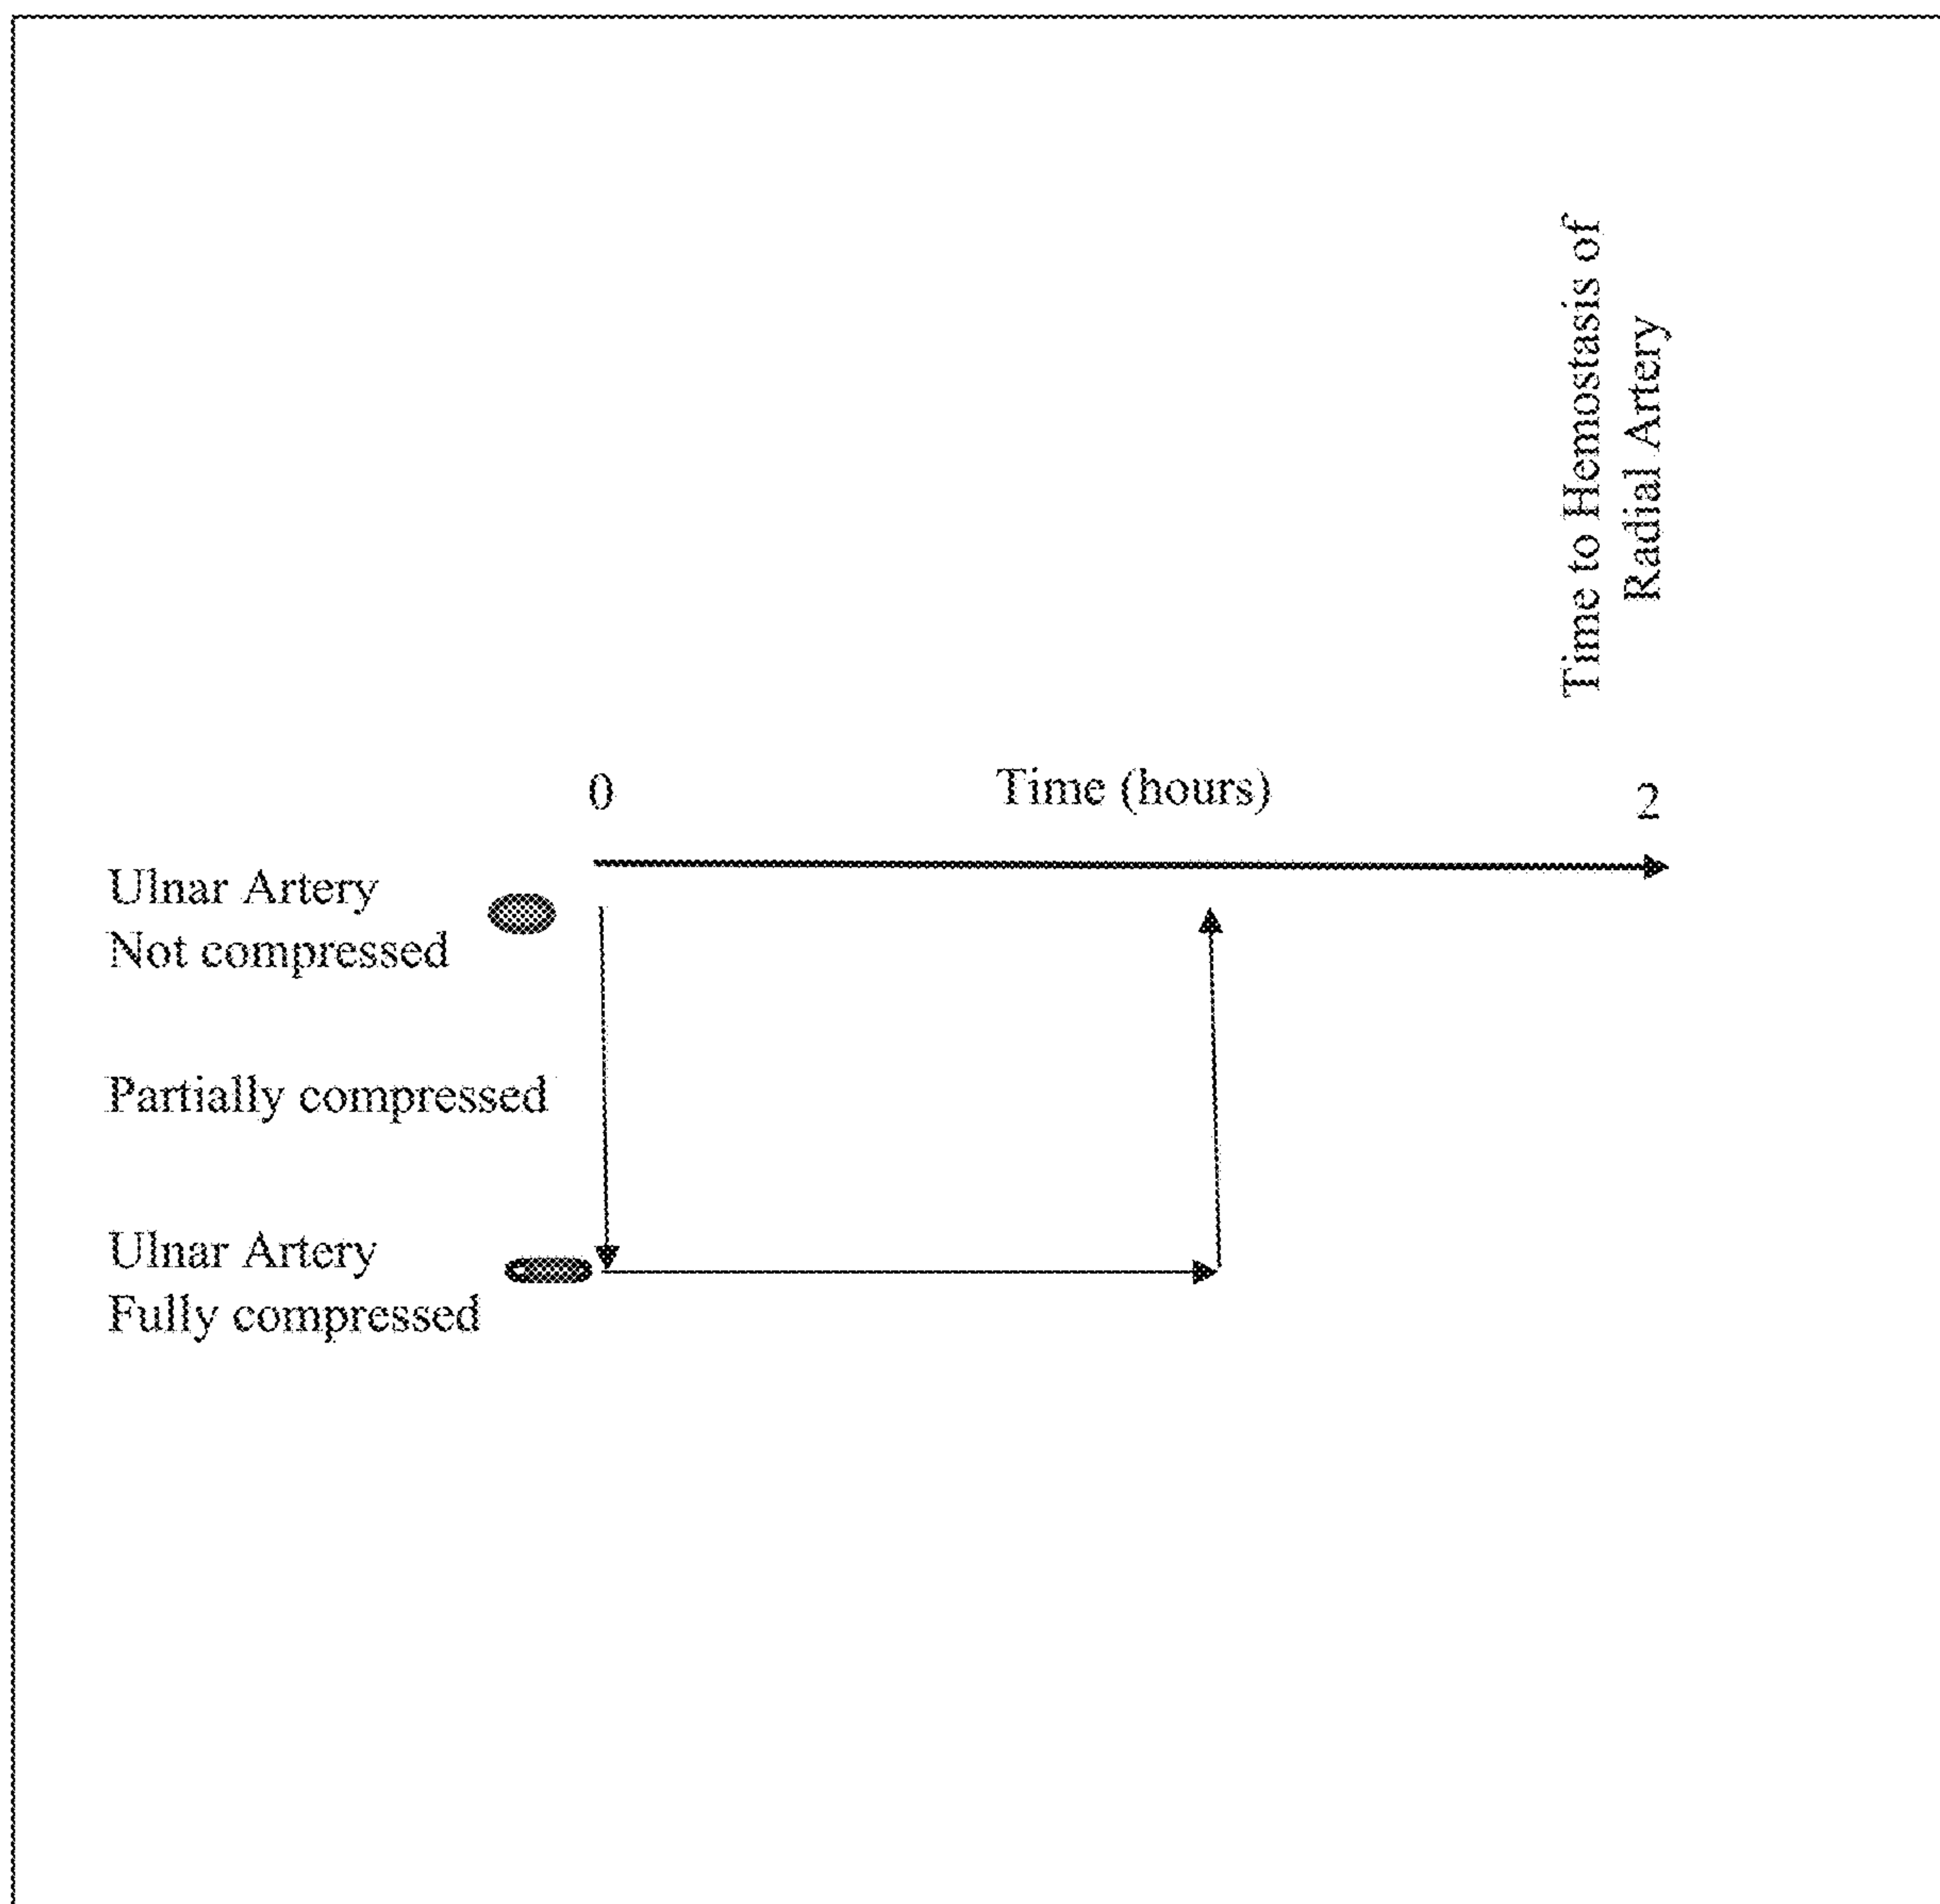 Time to Hemostasis of
Radial Artery
0
Time (hours)
2
Ulnar Artery
Not compressed
Partially compressed
Ulnar Artery
Fully compressed